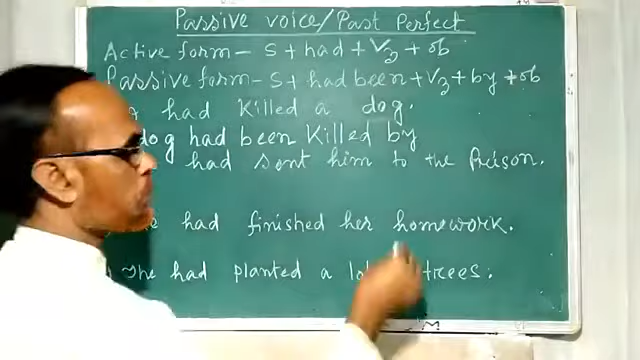 Passive voice/Past Perfect
Active form - S + had + V3 + ob
Passive form - S + had been + V3 + by + ob
had killed a dog.
dog had been killed by
had sent him to the Prison.
had finished her homework.
She had planted a trees.